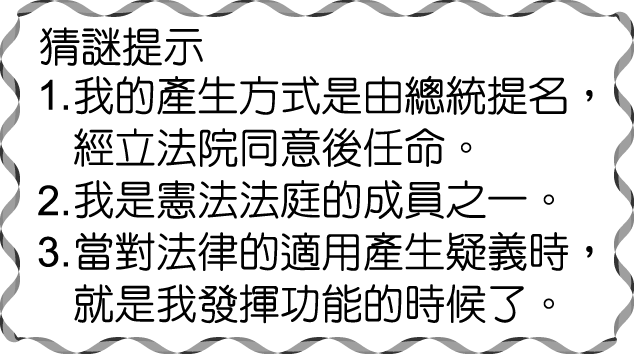 猜謎提示
1.我的產生方式是由總統提名，
經立法院同意後任命。
2.我是憲法法庭的成員之一。
3.當對法律的適用產生疑義時，
就是我發揮功能的時候了。